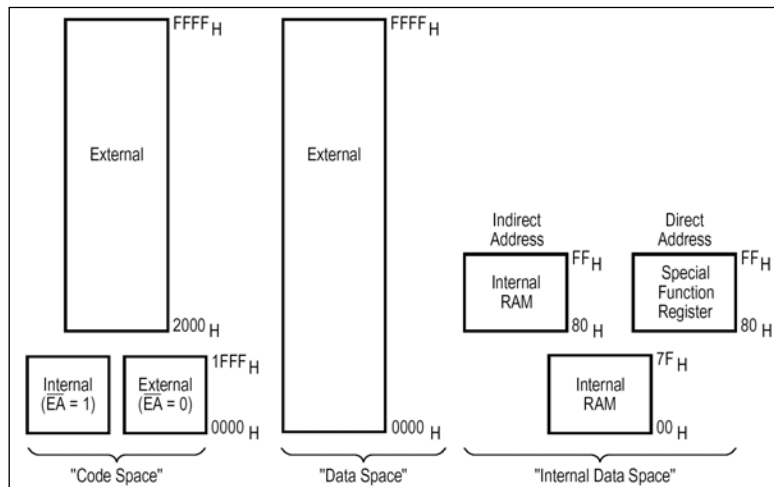 FFFF H
External
2000 H
Internal
(EA = 1)
External
(EA = 0)
1FFF H
0000 H
"Code Space"
FFFF H
External
0000 H
"Data Space"
Indirect
Address
Internal
RAM
FF H
80 H
Direct
Address
Special
Function
Register
FF H
80 H
Internal
RAM
7F H
00 H
"Internal Data Space"